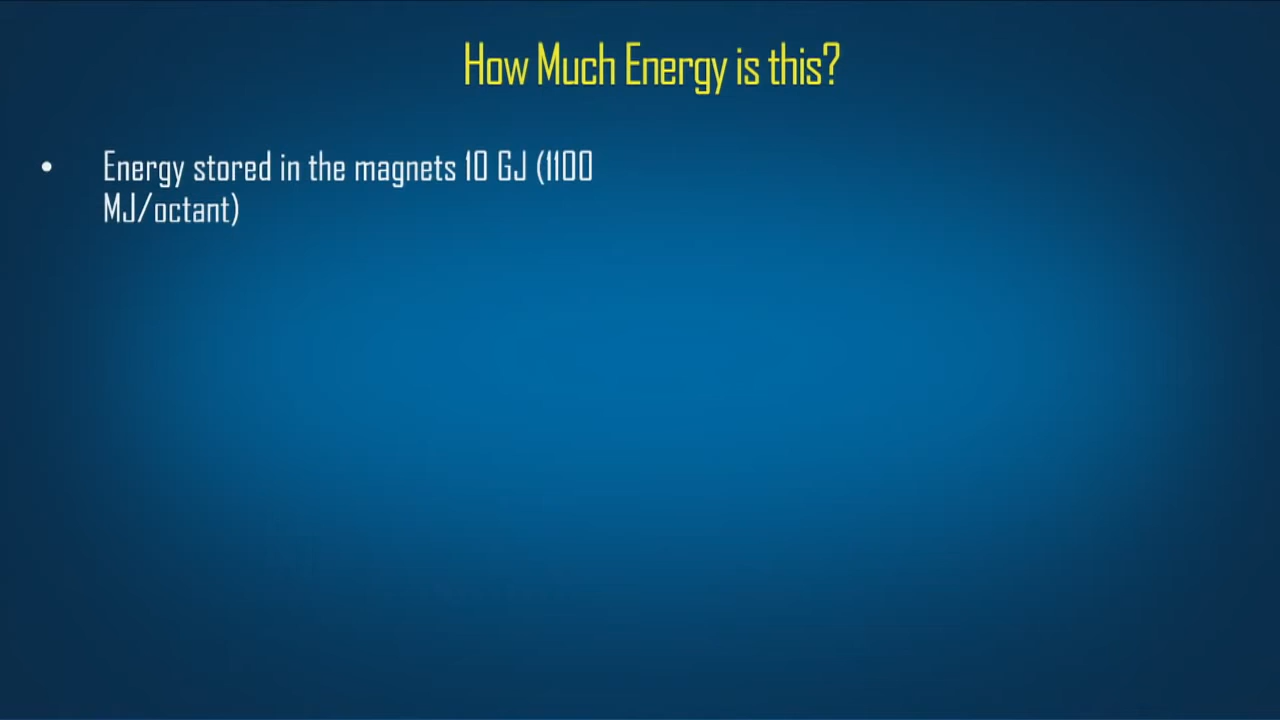 How Much Energy is this?
• Energy stored in the magnets 10 GJ (1100
MJ/octant)